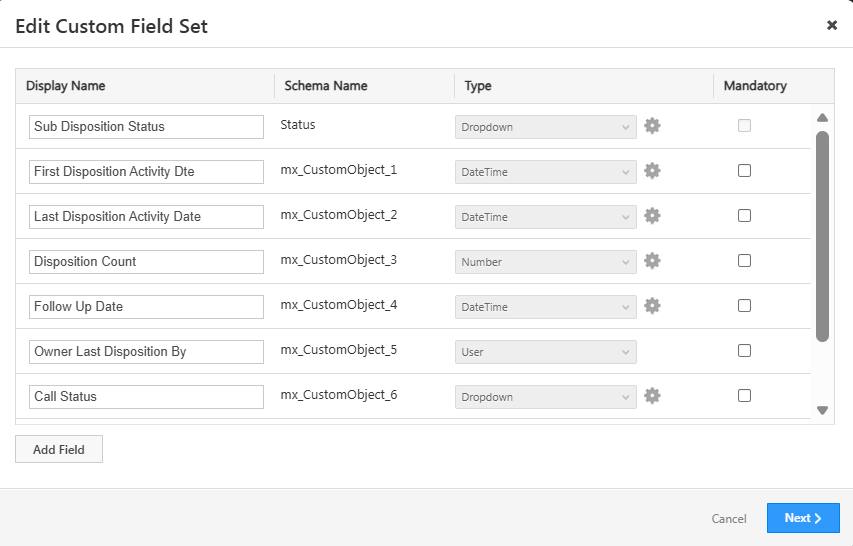 Edit Custom Field Set
Display Name Schema Name Type Mandatory
Sub Disposition Status Status Dropdown
First Disposition Activity Dte mx_CustomObject_1 DateTime
Last Disposition Activity Date mx_CustomObject_2 DateTime
Disposition Count mx_CustomObject_3 Number
Follow Up Date mx_CustomObject_4 DateTime
Owner Last Disposition By mx_CustomObject_5 User
Call Status mx_CustomObject_6 Dropdown
Add Field
Cancel Next